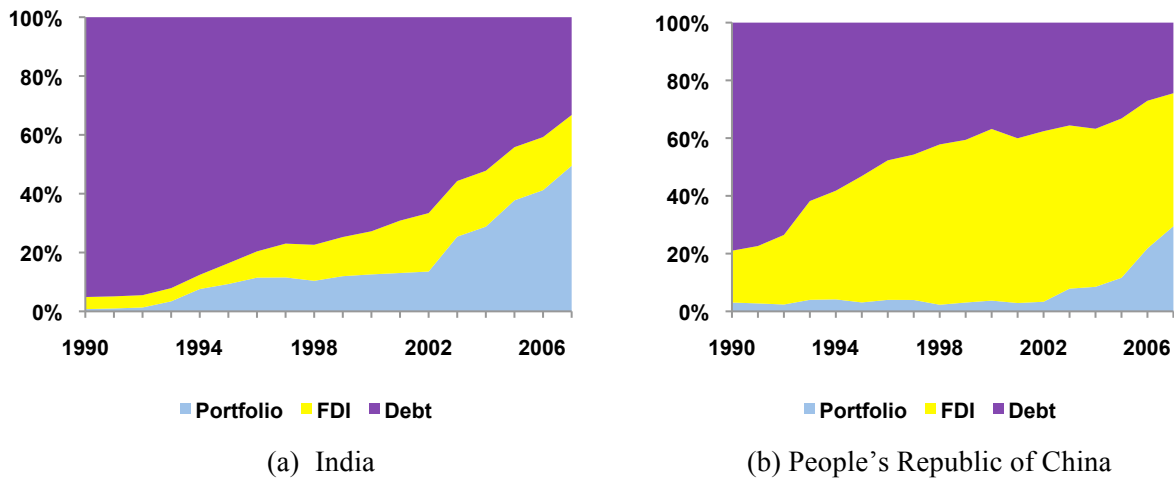 100%
80%
60%
40%
20%
0%
1990 1994 1998 2002 2006
Portfolio FDI Debt
(a) India
100%
80%
60%
40%
20%
0%
1990 1994 1998 2002 2006
Portfolio FDI Debt
(b) People’s Republic of China